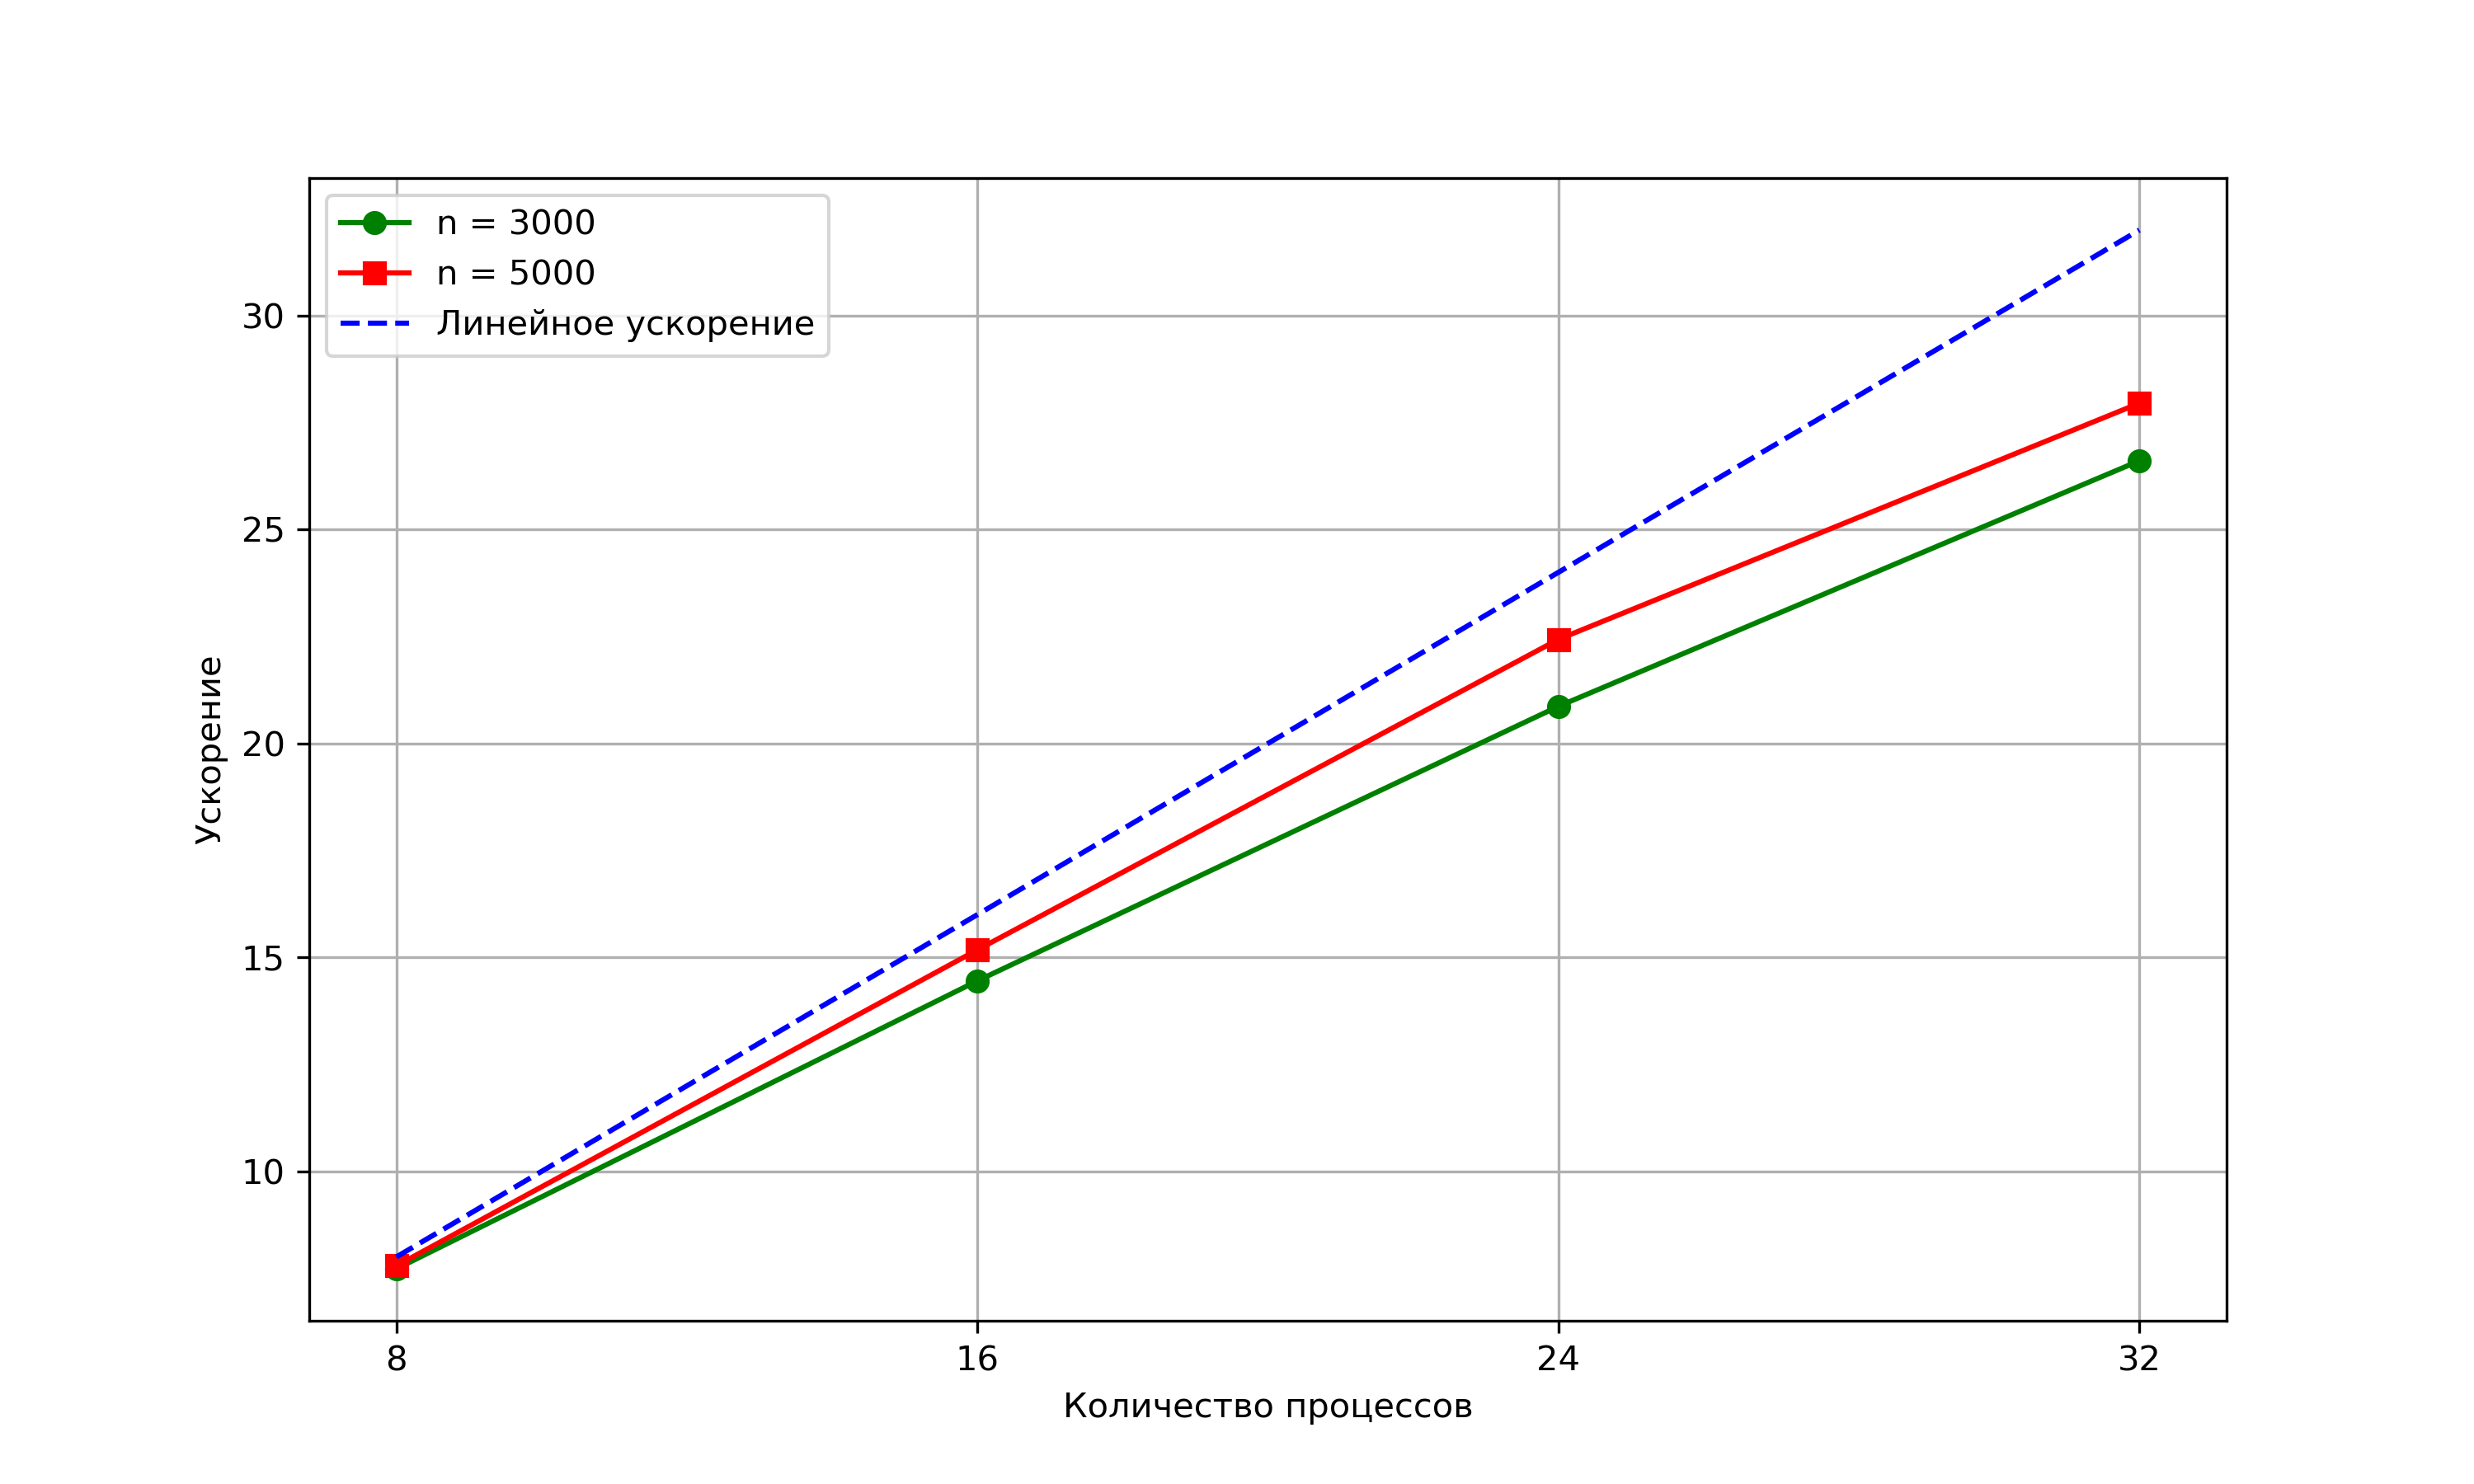 n = 3000
n = 5000
Линейное ускорение
30
25
20
15
10
Ускорение
8
16
24
32
Количество процессов